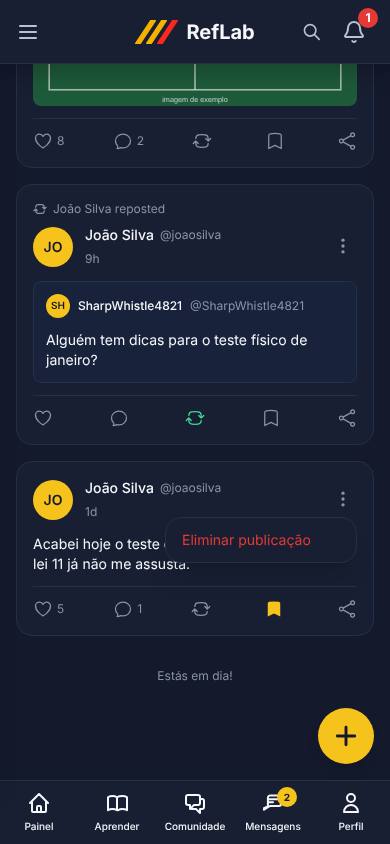 RefLab
1
imagem de exemplo
8
2
João Silva reposted
JO
João Silva @joaosilva
9h
SH
SharpWhistle4821 @SharpWhistle4821
Alguém tem dicas para o teste físico de
janeiro?
JO
João Silva @joaosilva
1d
Eliminar publicação
Acabei hoje o teste
lei 11 já não me assusta.
5
1
Estás em dia!
2
Painel
Aprender
Comunidade
Mensagens
Perfil